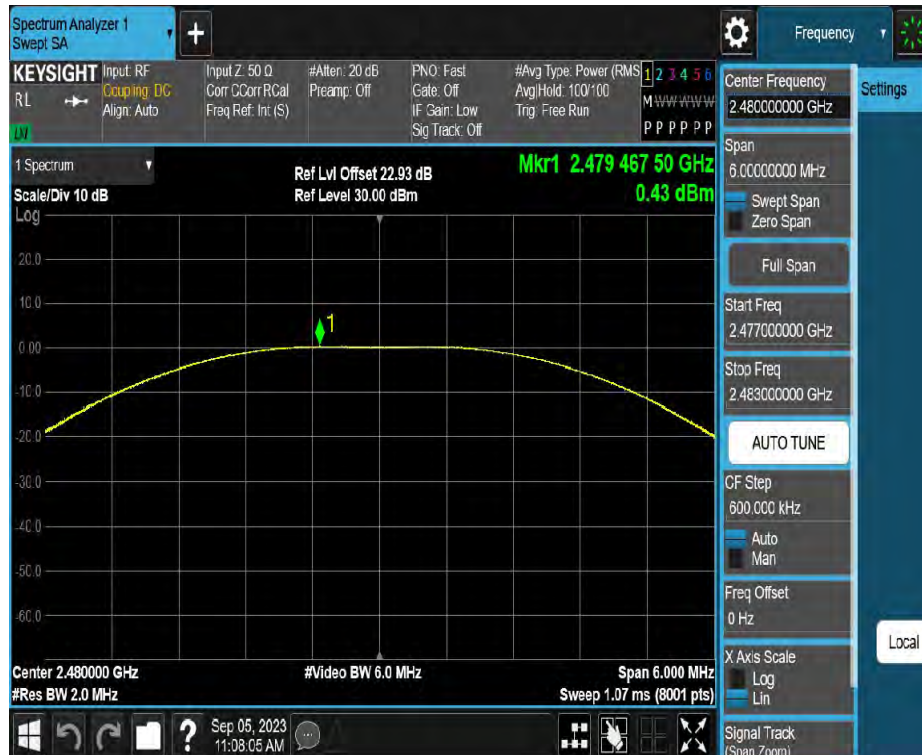 Spectrum Analyzer 1
Swept SA
+
Frequency
KEYSIGHT
RL
Input: RF
Coupling: DC
Align: Auto
Input Z: 50 Ω
Corr CCorr RCal
Freq Ref: Int (S)
#Atten: 20 dB
Preamp: Off
PNO: Fast
Gate: Off
IF Gain: Low
Sig Track: Off
#Avg Type: Power (RMS
Avg|Hold: 100/100
Trig: Free Run
1 2 3 4 5 6
M W W W W W
P P P P P P
1 Spectrum
Scale/Div 10 dB
Log
Ref Lvl Offset 22.93 dB
Ref Level 30.00 dBm
Mkr1 2.479 467 50 GHz
0.43 dBm
20.0
10.0
0.00
-10.0
-20.0
-30.0
-40.0
-50.0
-60.0
1
Center 2.480000 GHz
#Res BW 2.0 MHz
#Video BW 6.0 MHz
Span 6.000 MHz
Sweep 1.07 ms (8001 pts)
?
Sep 05, 2023
11:08:05 AM
Center Frequency
2.480000000 GHz
Span
6.00000000 MHz
Swept Span
Zero Span
Full Span
Start Freq
2.477000000 GHz
Stop Freq
2.483000000 GHz
AUTO TUNE
CF Step
600.000 kHz
Auto
Man
Freq Offset
0 Hz
X Axis Scale
Log
Lin
Signal Track
(Span Zoom)
Settings
Local